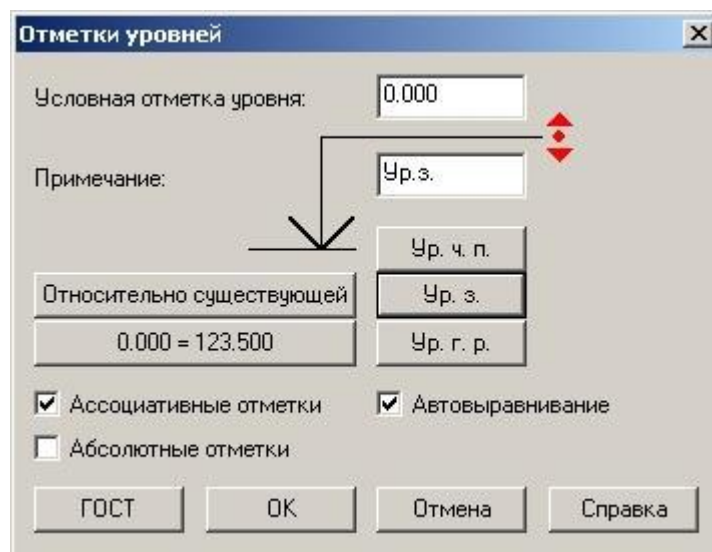 Отметки уровней
Условная отметка уровня: 0.000
Примечание: Ур.з.
Ур. ч. п.
Относительно существующей Ур. з.
0.000 = 123.500 Ур. г. р.
Ассоциативные отметки Автовыравнивание
Абсолютные отметки
ГОСТ OK Отмена Справка